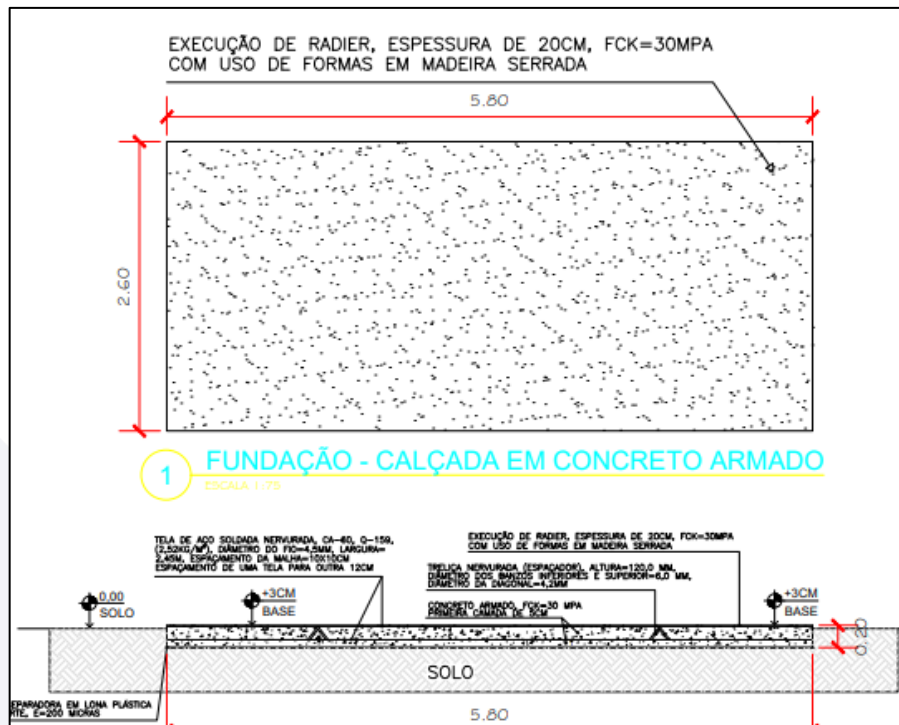 EXECUÇÃO DE RADIER, ESPESSURA DE 20CM, FCK=30MPA
COM USO DE FORMAS EM MADEIRA SERRADA
5.80
2.60
1
FUNDAÇÃO - CALÇADA EM CONCRETO ARMADO
ESCALA 1:75
TELA DE AÇO SOLDADA NERVURADA, CA-60, Q-159,
(2,52KG/M²), DIÂMETRO DO FIO=4,5MM, LARGURA=
2,45M, ESPAÇAMENTO DA MALHA=10X10CM
ESPAÇAMENTO DE UMA TELA PARA OUTRA 12CM
EXECUÇÃO DE RADIER, ESPESSURA DE 20CM, FCK=30MPA
COM USO DE FORMAS EM MADEIRA SERRADA
TRELIÇA NERVURADA (ESPAÇADOR), ALTURA=120,0 MM,
DIÂMETRO DOS BANZOS INFERIORES E SUPERIOR=6,0 MM,
DIÂMETRO DA DIAGONAL=4,2MM
CONCRETO ARMADO, FCK=30 MPA
PRIMEIRA CAMADA DE 5CM
0,00
SOLO
+3CM
BASE
+3CM
BASE
0.20
SOLO
EPARADORA EM LONA PLÁSTICA
RTE, E=200 MICRAS
5.80